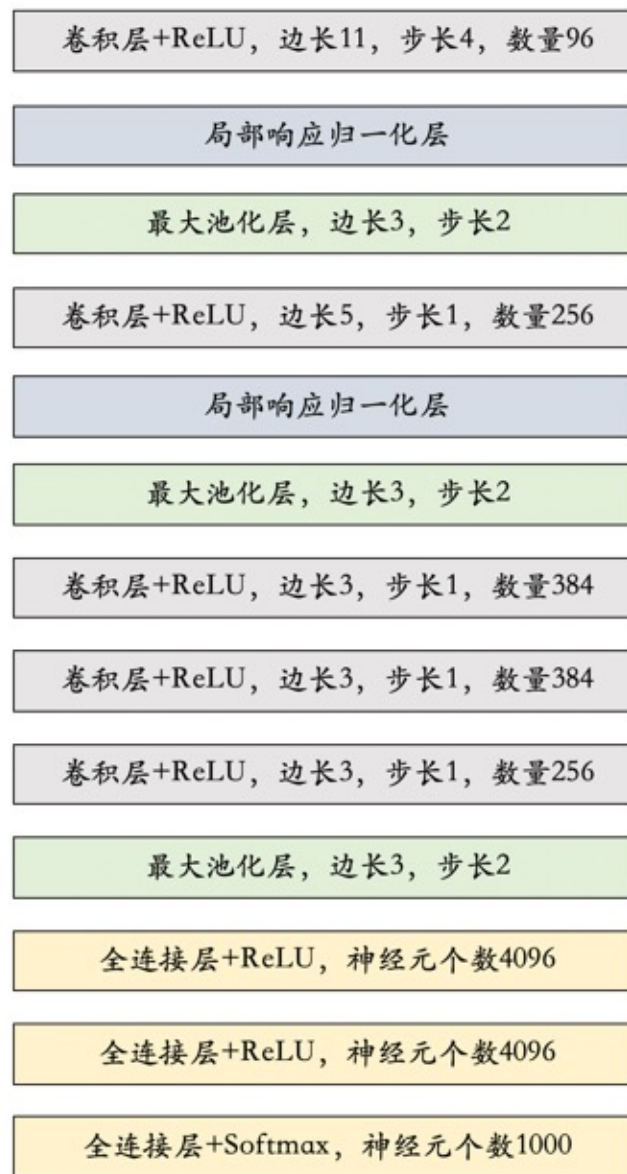 卷积层+ReLU，边长11，步长4，数量96
局部响应归一化层
最大池化层，边长3，步长2
卷积层+ReLU，边长5，步长1，数量256
局部响应归一化层
最大池化层，边长3，步长2
卷积层+ReLU，边长3，步长1，数量384
卷积层+ReLU，边长3，步长1，数量384
卷积层+ReLU，边长3，步长1，数量256
最大池化层，边长3，步长2
全连接层+ReLU，神经元个数4096
全连接层+ReLU，神经元个数4096
全连接层+Softmax，神经元个数1000